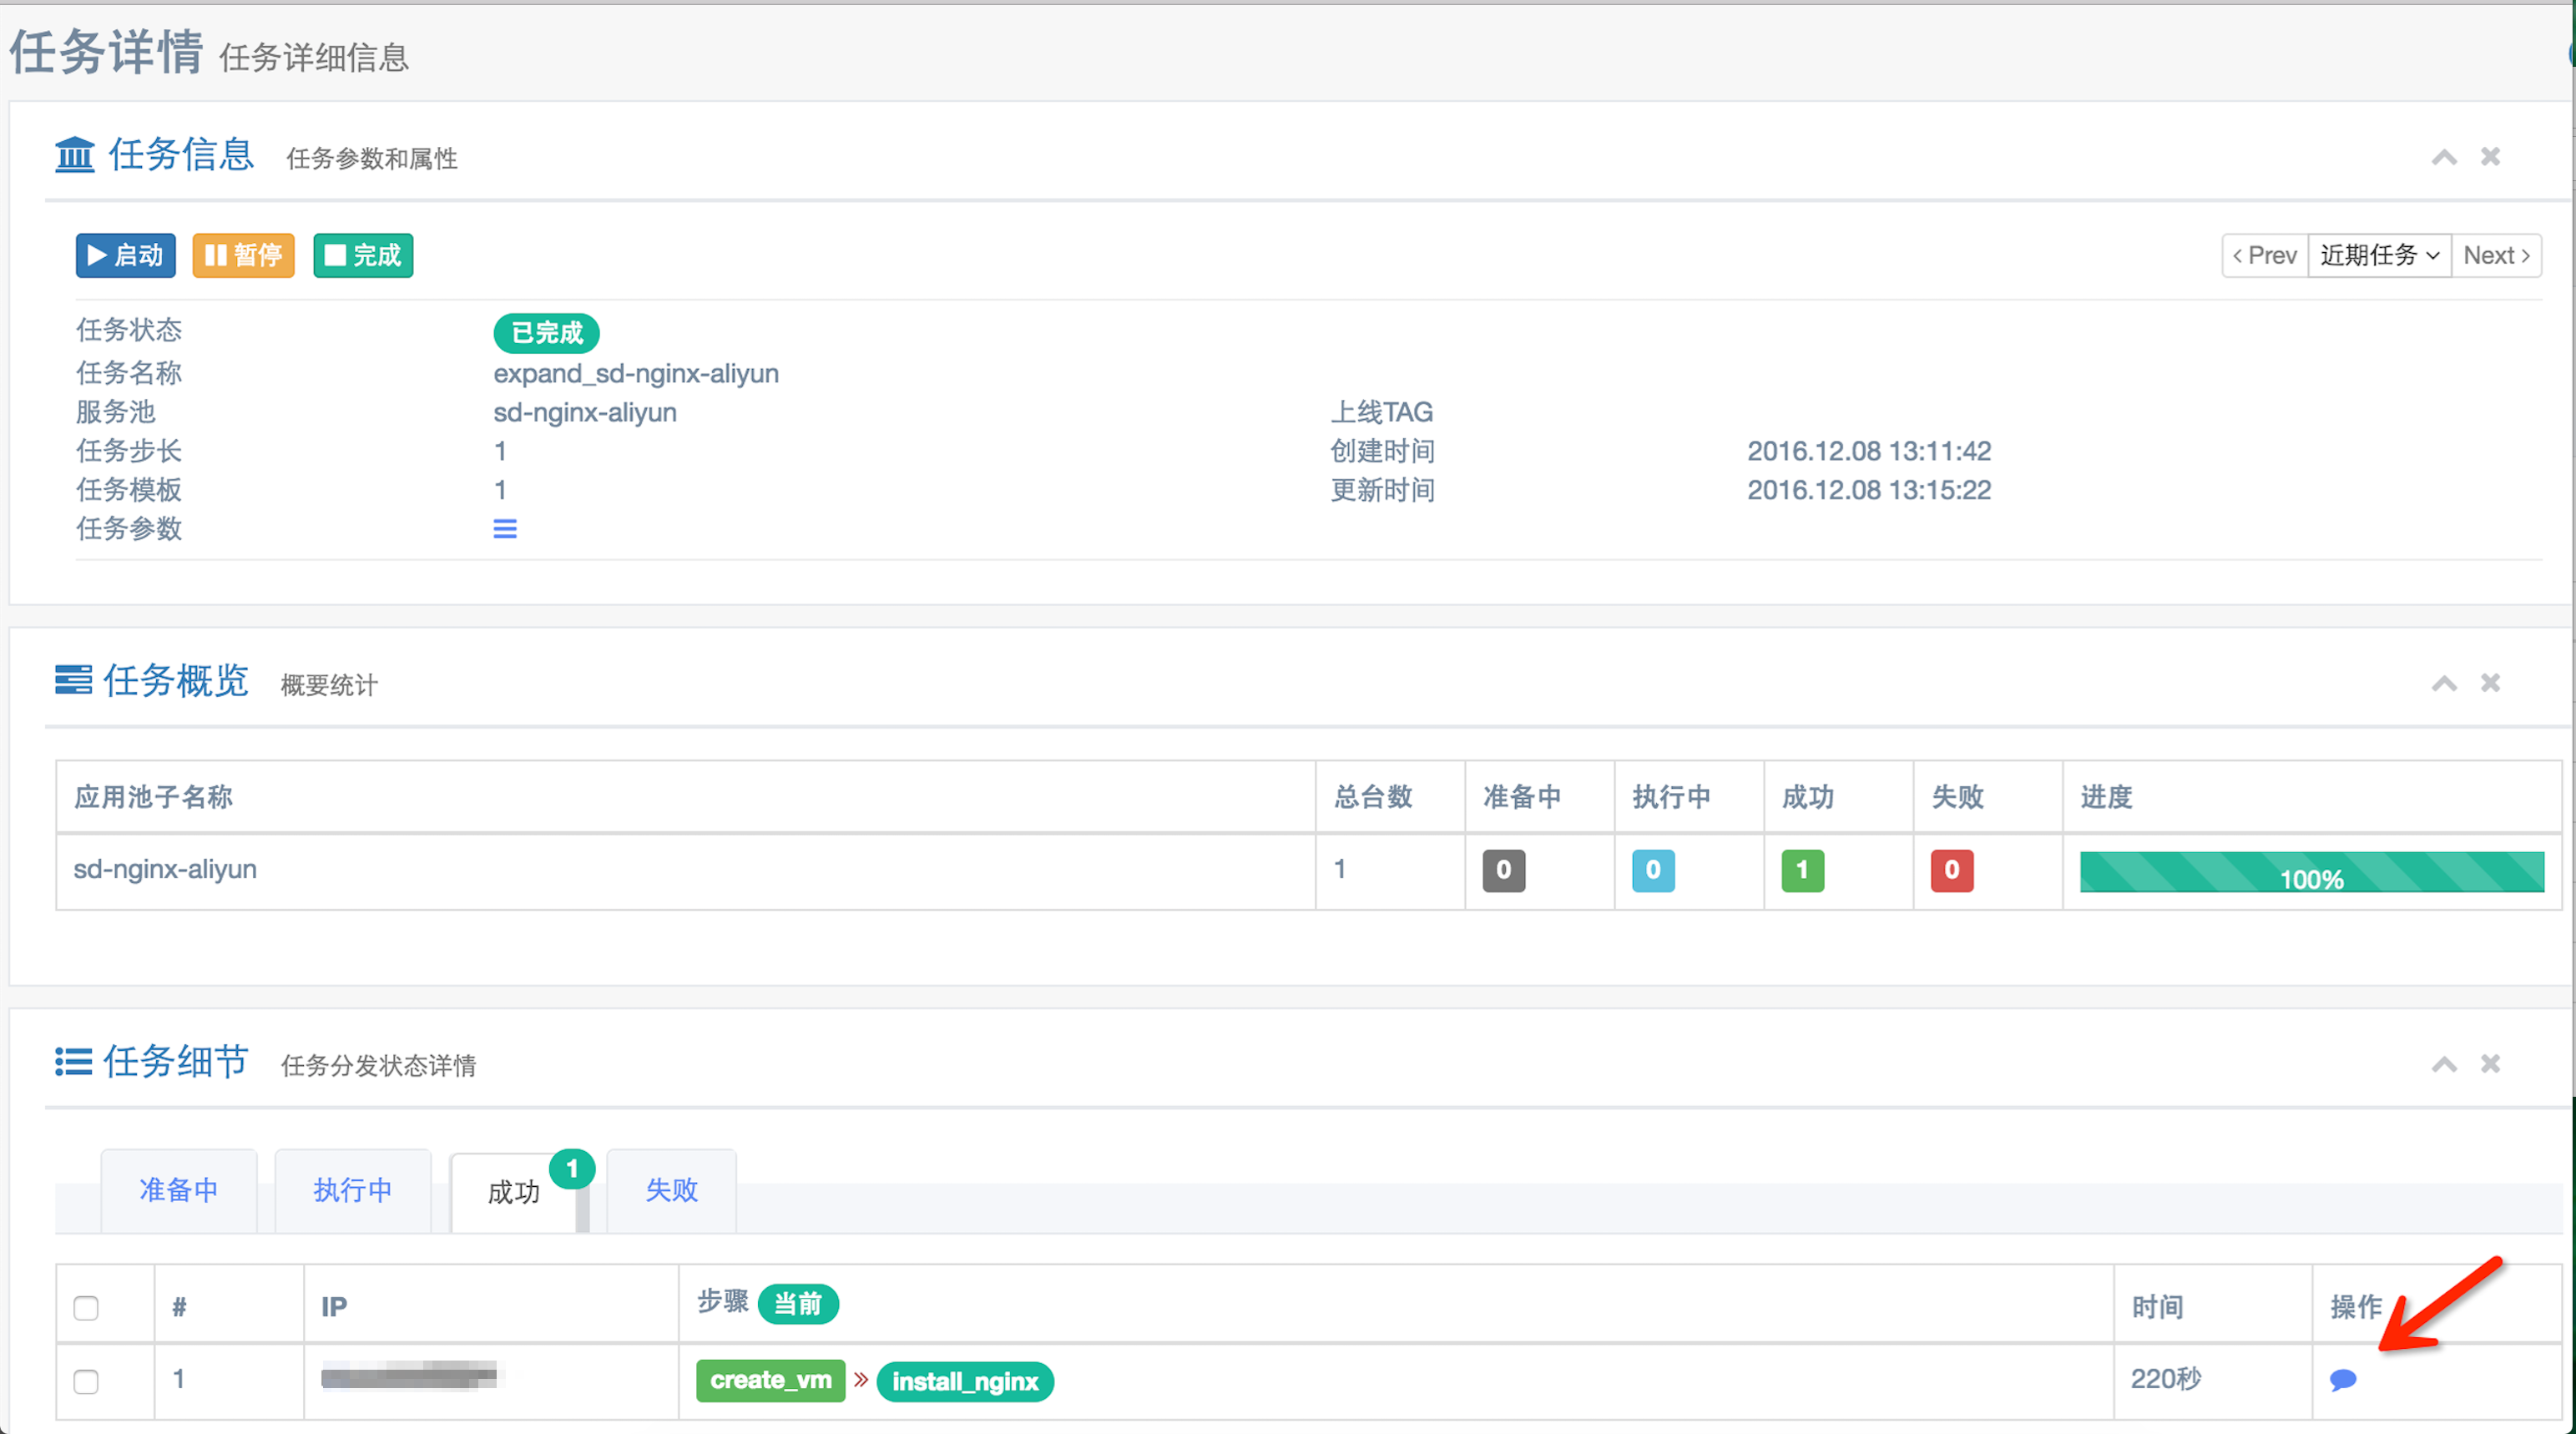 任务详情 任务详细信息
任务信息 任务参数和属性
启动 暂停 完成 Prev 近期任务 Next
任务状态 已完成
任务名称 expand_sd-nginx-aliyun
服务池 sd-nginx-aliyun 上线TAG
任务步长 1 创建时间 2016.12.08 13:11:42
任务模板 1 更新时间 2016.12.08 13:15:22
任务参数
任务概览 概要统计
应用池子名称 总台数 准备中 执行中 成功 失败 进度
sd-nginx-aliyun 1 0 0 1 0 100%
任务细节 任务分发状态详情
准备中 执行中 成功 1 失败
# IP 步骤 当前 时间 操作
1 create_vm » install_nginx 220秒